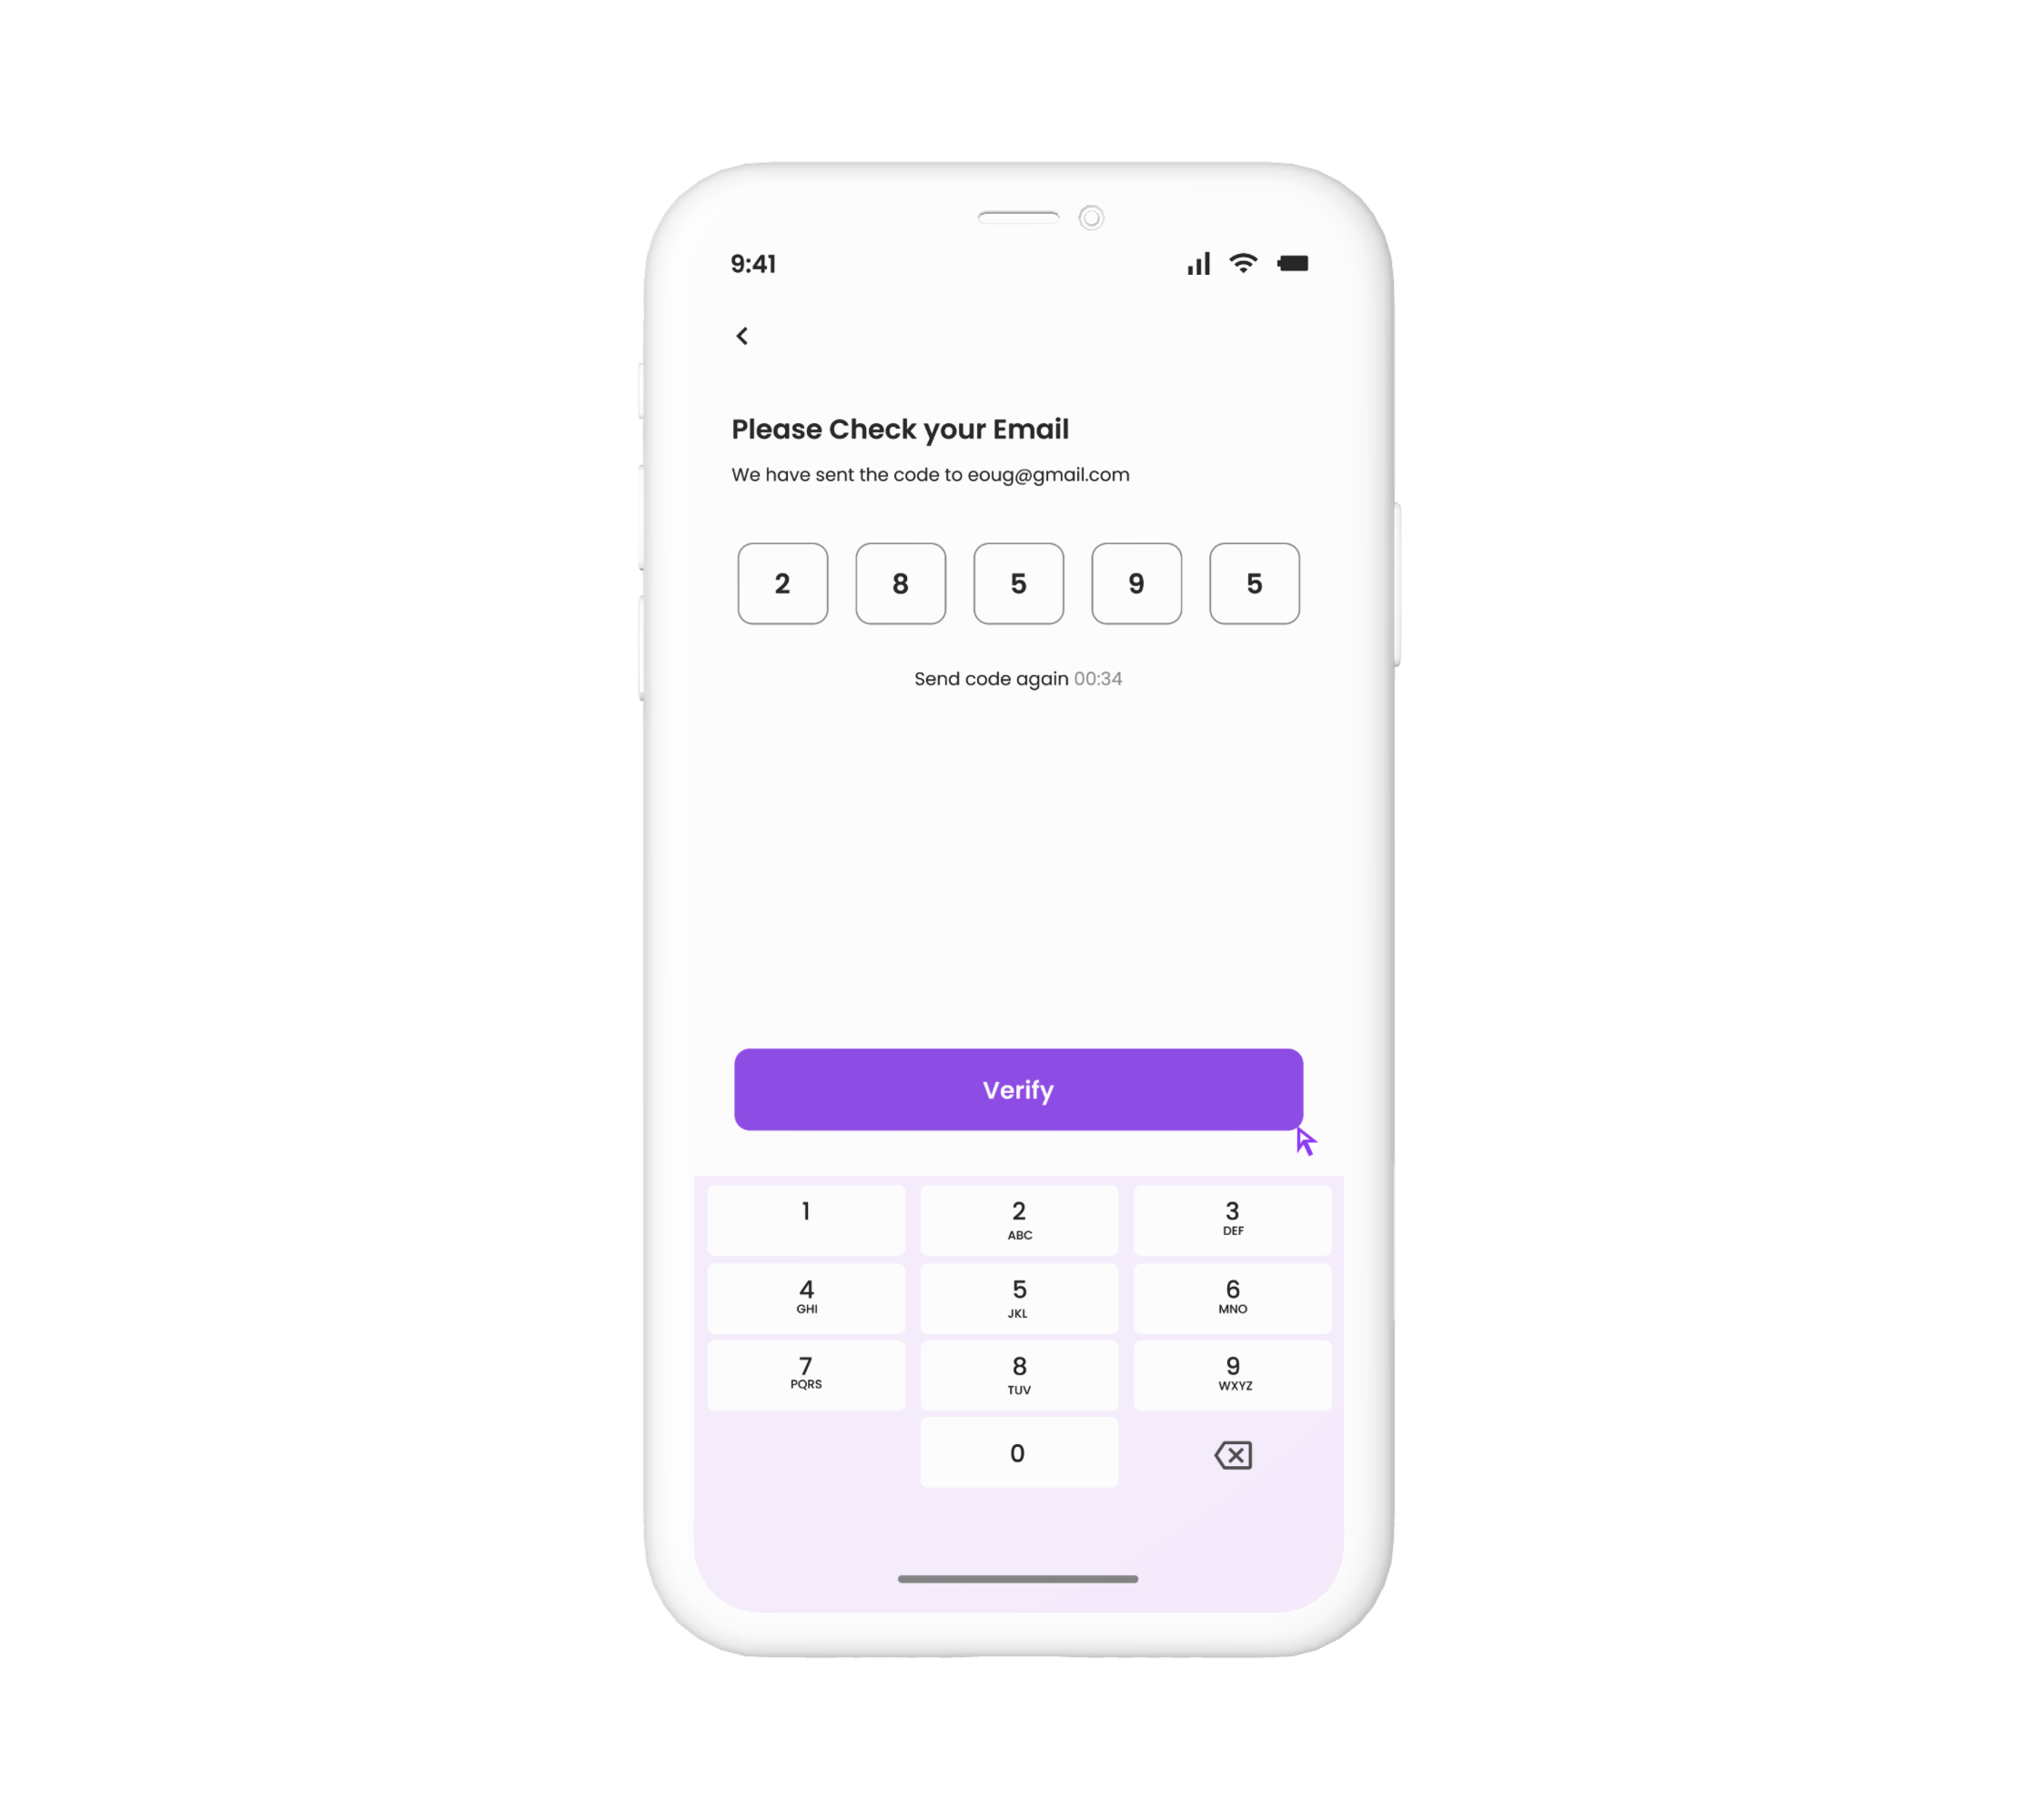 9:41
Please Check your Email
We have sent the code to eoug@gmail.com
2 8 5 9 5
Send code again 00:34
Verify
1 2 3
ABC DEF
4 5 6
GHI JKL MNO
7 8 9
PQRS TUV WXYZ
0